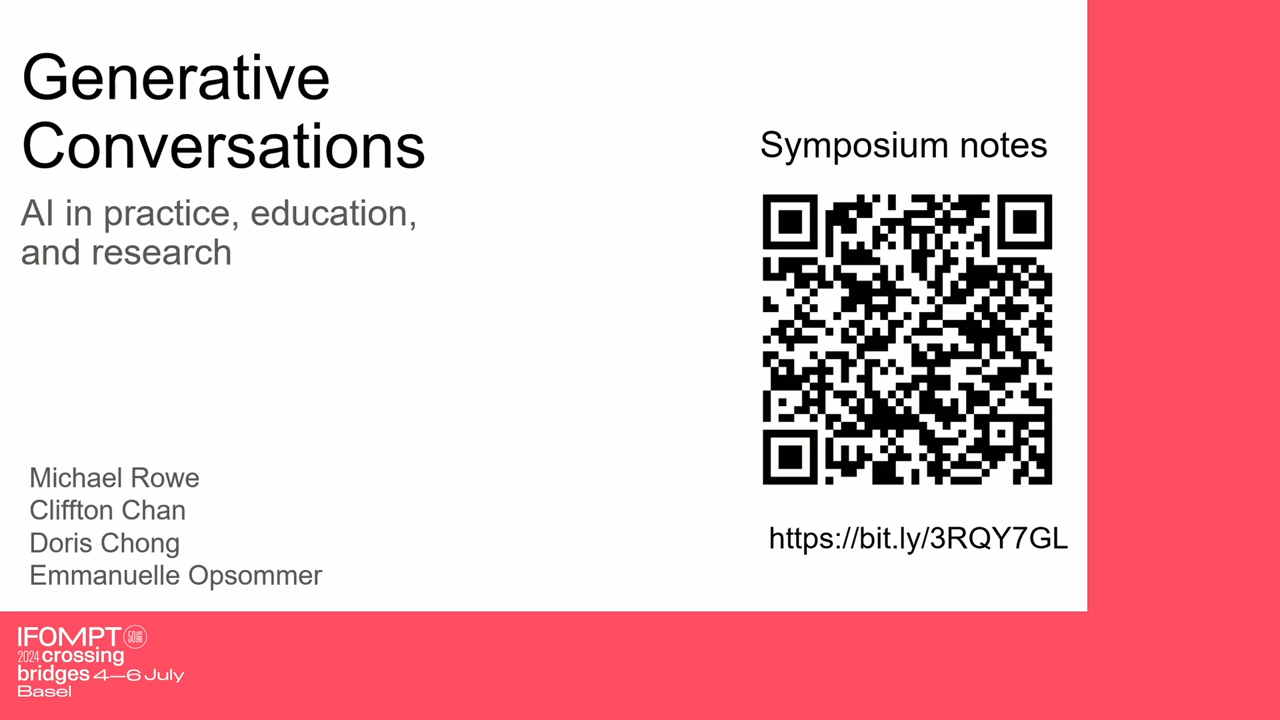 Generative
Conversations
AI in practice, education,
and research
Symposium notes
https://bit.ly/3RQY7GL
Michael Rowe
Cliffton Chan
Doris Chong
Emmanuelle Opsommer
IFOMPT
2024 crossing
bridges 4—6 July
Basel